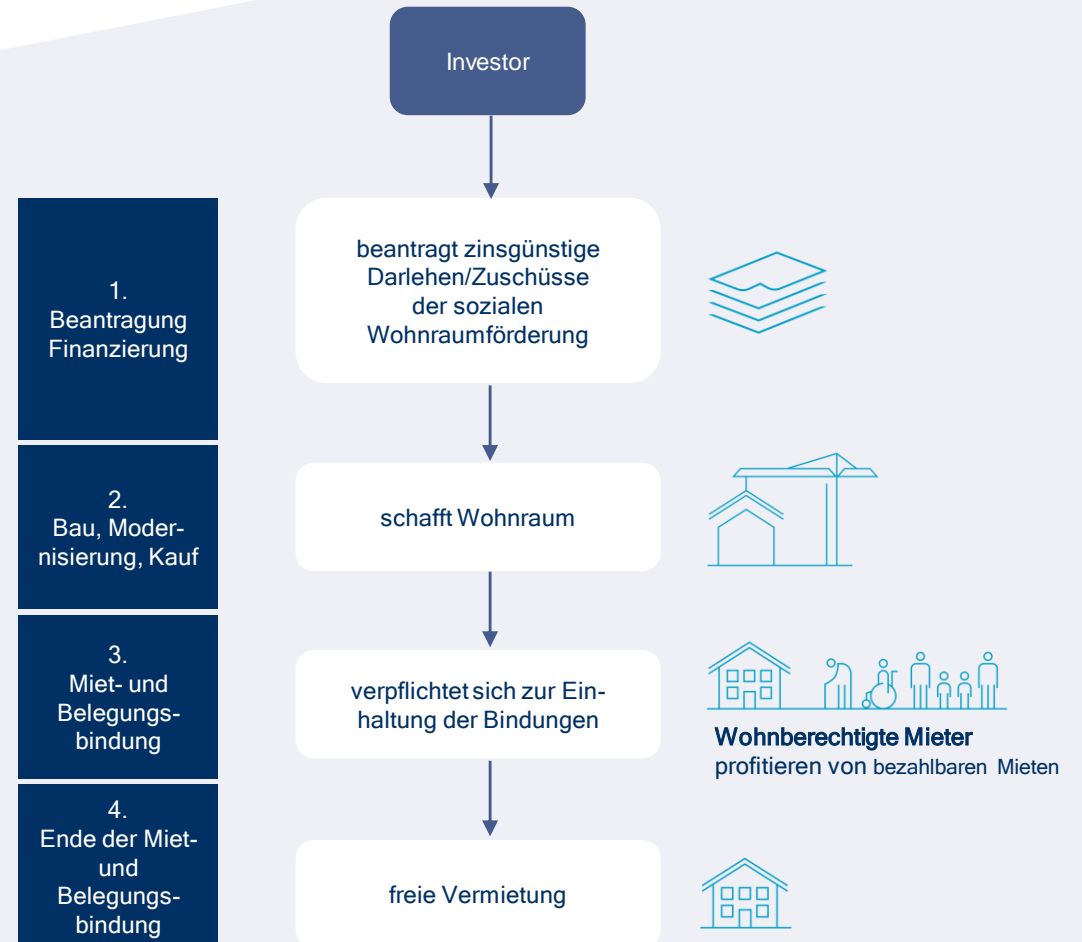 Investor
1.
Beantragung
Finanzierung
beantragt zinsgünstige
Darlehen/Zuschüsse
der sozialen
Wohnraumförderung
2.
Bau, Moder-
nisierung, Kauf
schafft Wohnraum
3.
Miet- und
Belegungs-
bindung
verpflichtet sich zur Ein-
haltung der Bindungen
Wohnberechtigte Mieter
profitieren von bezahlbaren Mieten
4.
Ende der Miet-
und
Belegungs-
bindung
freie Vermietung